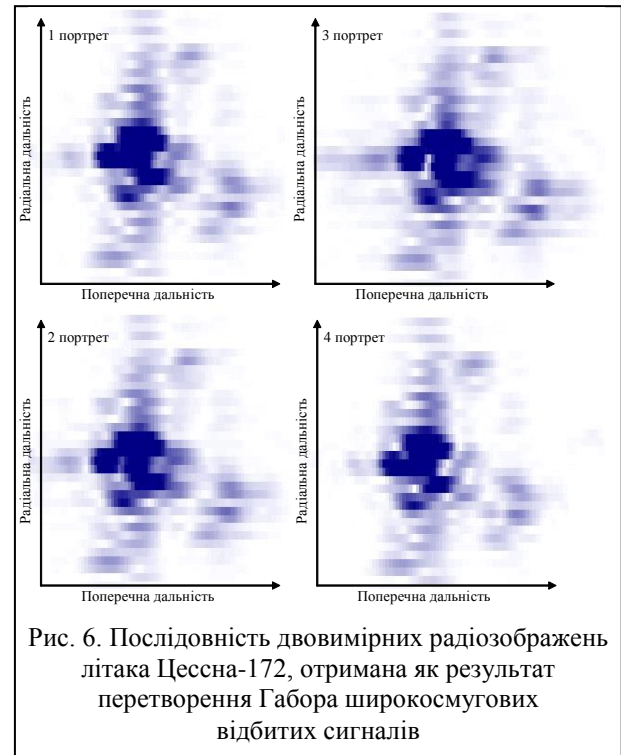 1 портрет
Радіальна дальність
Поперечна дальність
3 портрет
Радіальна дальність
Поперечна дальність
2 портрет
Радіальна дальність
Поперечна дальність
4 портрет
Радіальна дальність
Поперечна дальність
Рис. 6. Послідовність двовимірних радіозображень
літака Цессна-172, отримана як результат
перетворення Габора широкосмугових
відбитих сигналів